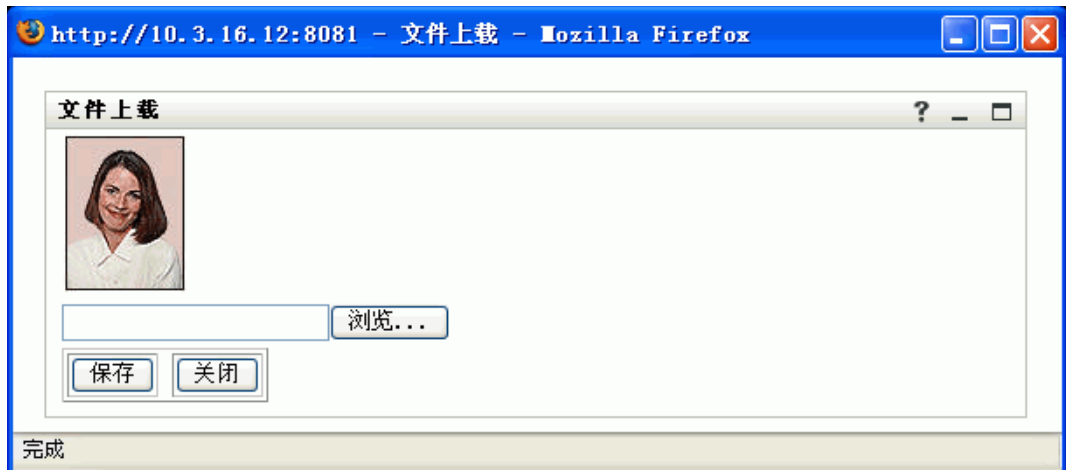 http://10.3.16.12:8081 - 文件上载 - Mozilla Firefox
文件上载 ?
浏览...
保存 关闭
完成